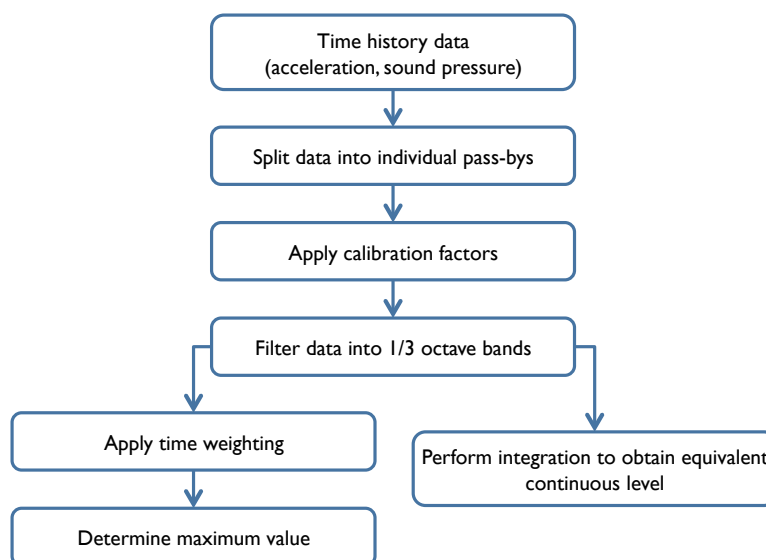 Time history data
(acceleration, sound pressure)
Split data into individual pass-bys
Apply calibration factors
Filter data into 1/3 octave bands
Apply time weighting
Perform integration to obtain equivalent
continuous level
Determine maximum value